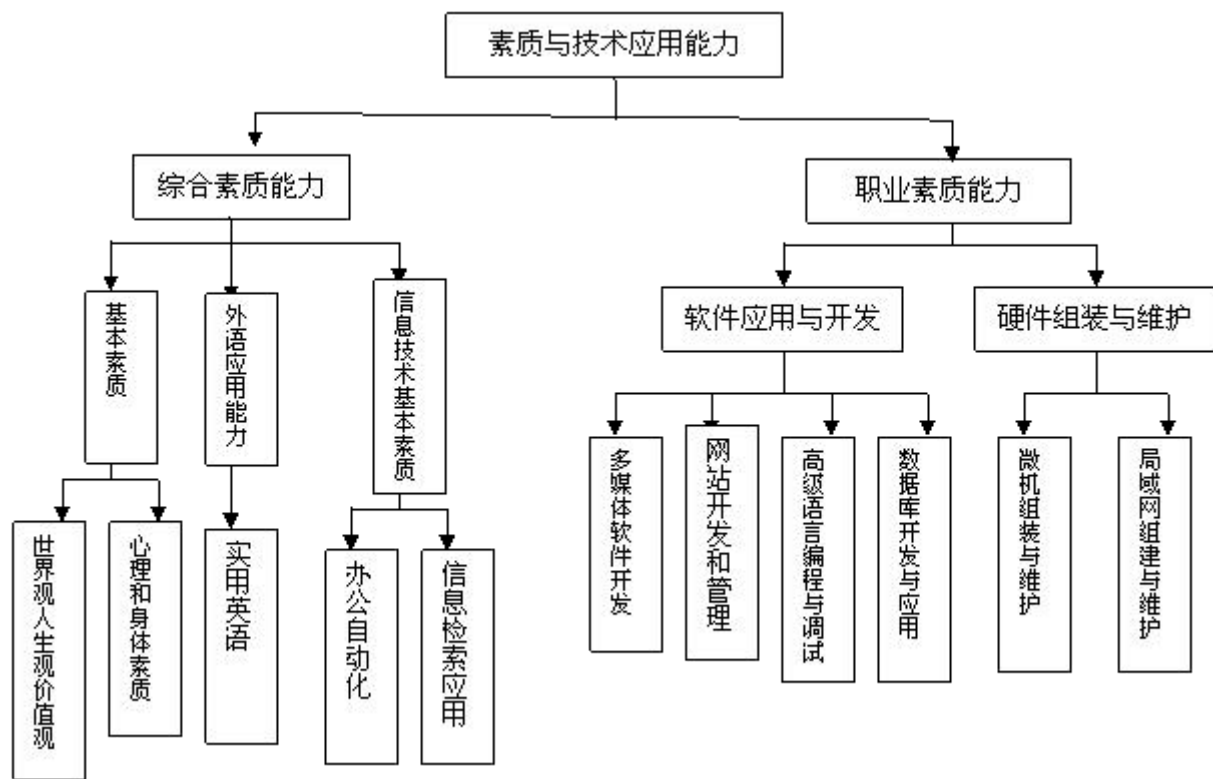 素质与技术应用能力
综合素质能力
职业素质能力
基本素质
外语应用能力
信息技术基本素质
软件应用与开发
硬件组装与维护
世界观人生观价值观
心理和身体素质
实用英语
办公自动化
信息检索应用
多媒体软件开发
网站开发和管理
高级语言编程与调试
数据库开发与应用
微机组装与维护
局域网组建与维护